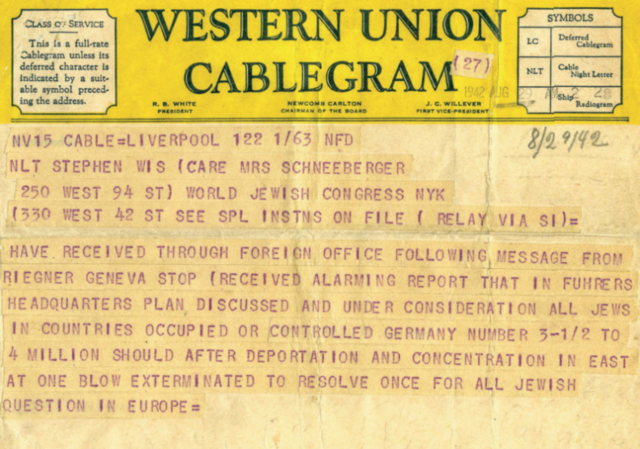 CLASS OF SERVICE
This is a full-rate
Cablegram unless its
deferred character is
indicated by a suit-
able symbol preced-
ing the address.
WESTERN UNION
CABLEGRAM
(27)
1942 AUG 29 AM 2 28
R. B. WHITE
PRESIDENT
NEWCOMB CARLTON
CHAIRMAN OF THE BOARD
J. C. WILLEVER
FIRST VICE-PRESIDENT
SYMBOLS
LC Deferred Cablegram
NLT Cable Night Letter
Ship Radiogram
8/29/42
NV15 CABLE=LIVERPOOL 122 1/63 NFD
NLT STEPHEN WIS (CARE MRS SCHNEEBERGER
250 WEST 94 ST) WORLD JEWISH CONGRESS NYK
(330 WEST 42 ST SEE SPL INSTNS ON FILE ( RELAY VIA SI)=
HAVE RECEIVED THROUGH FOREIGN OFFICE FOLLOWING MESSAGE FROM
RIEGNER GENEVA STOP (RECEIVED ALARMING REPORT THAT IN FUHRERS
HEADQUARTERS PLAN DISCUSSED AND UNDER CONSIDERATION ALL JEWS
IN COUNTRIES OCCUPIED OR CONTROLLED GERMANY NUMBER 3-1/2 TO
4 MILLION SHOULD AFTER DEPORTATION AND CONCENTRATION IN EAST
AT ONE BLOW EXTERMINATED TO RESOLVE ONCE FOR ALL JEWISH
QUESTION IN EUROPE=